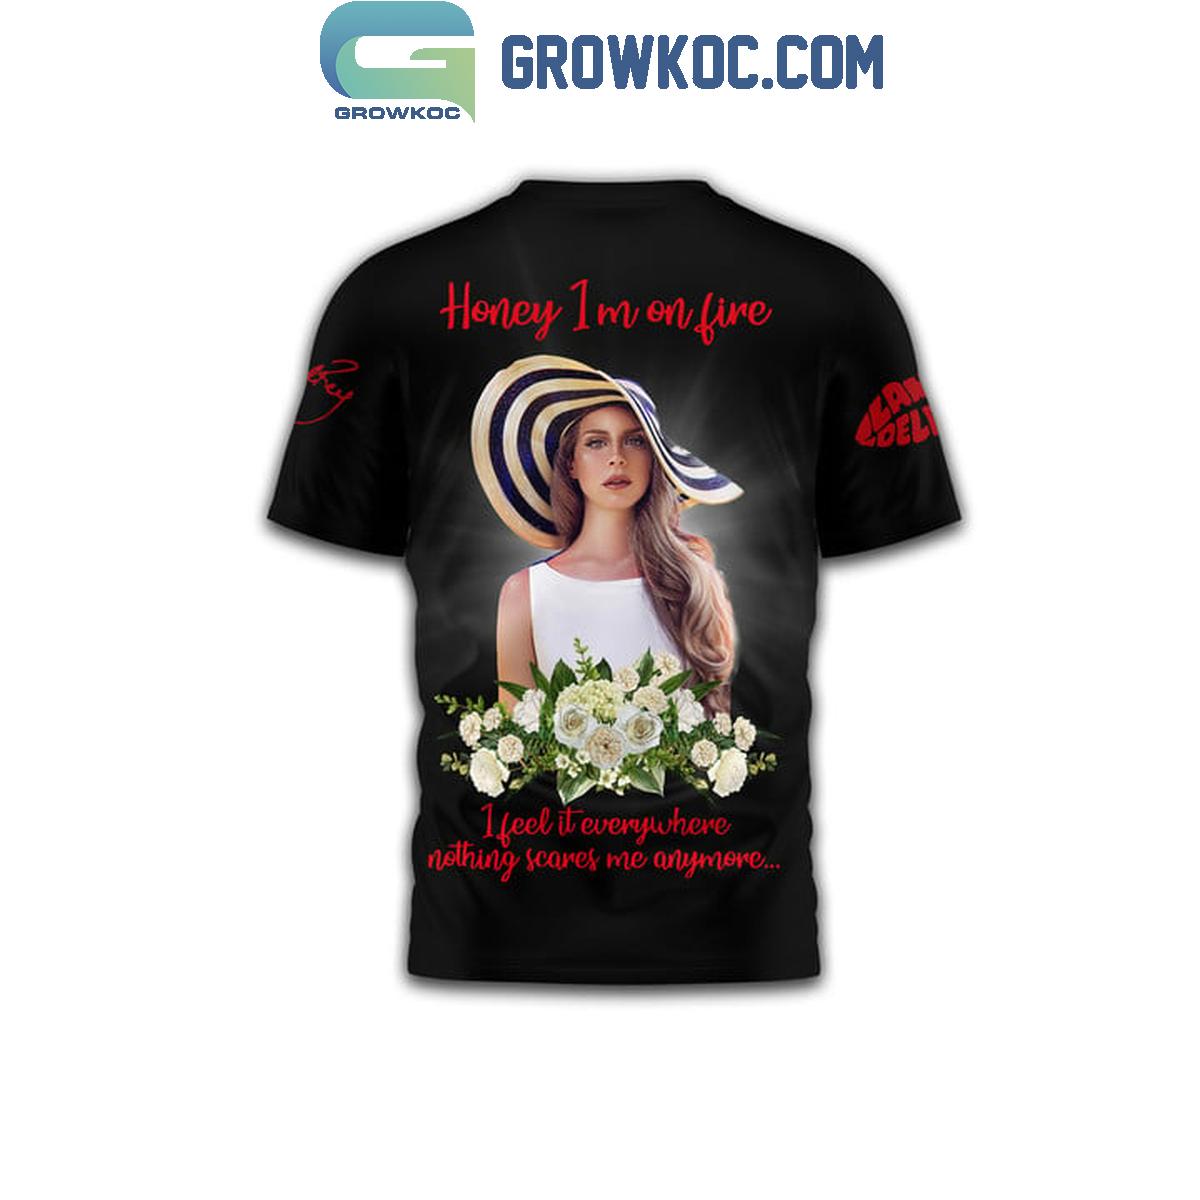 GROWKOC
GROWKOC.COM
Honey I'm on fire
I feel it everywhere
nothing scares me anymore...